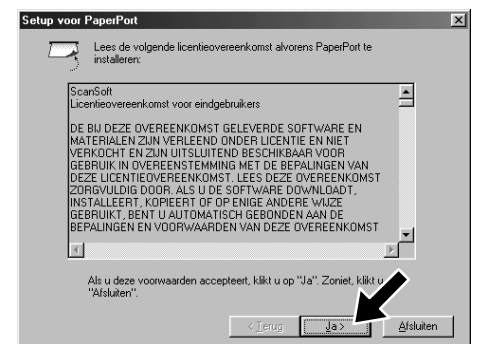 Setup voor PaperPort
Lees de volgende licentieovereenkomst alvorens PaperPort te
installeren:
ScanSoft
Licentieovereenkomst voor eindgebruikers
DE BIJ DEZE OVEREENKOMST GELEVERDE SOFTWARE EN
MATERIALEN ZIJN VERLEEND ONDER LICENTIE EN NIET
VERKOCHT EN ZIJN UITSLUITEND BESCHIKBAAR VOOR
GEBRUIK IN OVEREENSTEMMING MET DE BEPALINGEN VAN
DEZE LICENTIEOVEREENKOMST. LEES DEZE OVEREENKOMST
ZORGVULDIG DOOR. ALS U DE SOFTWARE DOWNLOADT,
INSTALLEERT, KOPIEERT OF OP ENIGE ANDERE WIJZE
GEBRUIKT, BENT U AUTOMATISCH GEBONDEN AAN DE
BEPALINGEN EN VOORWAARDEN VAN DEZE OVEREENKOMST
Als u deze voorwaarden accepteert, klikt u op "Ja". Zoniet, klikt u
"Afsluiten".
< Terug Ja > Afsluiten